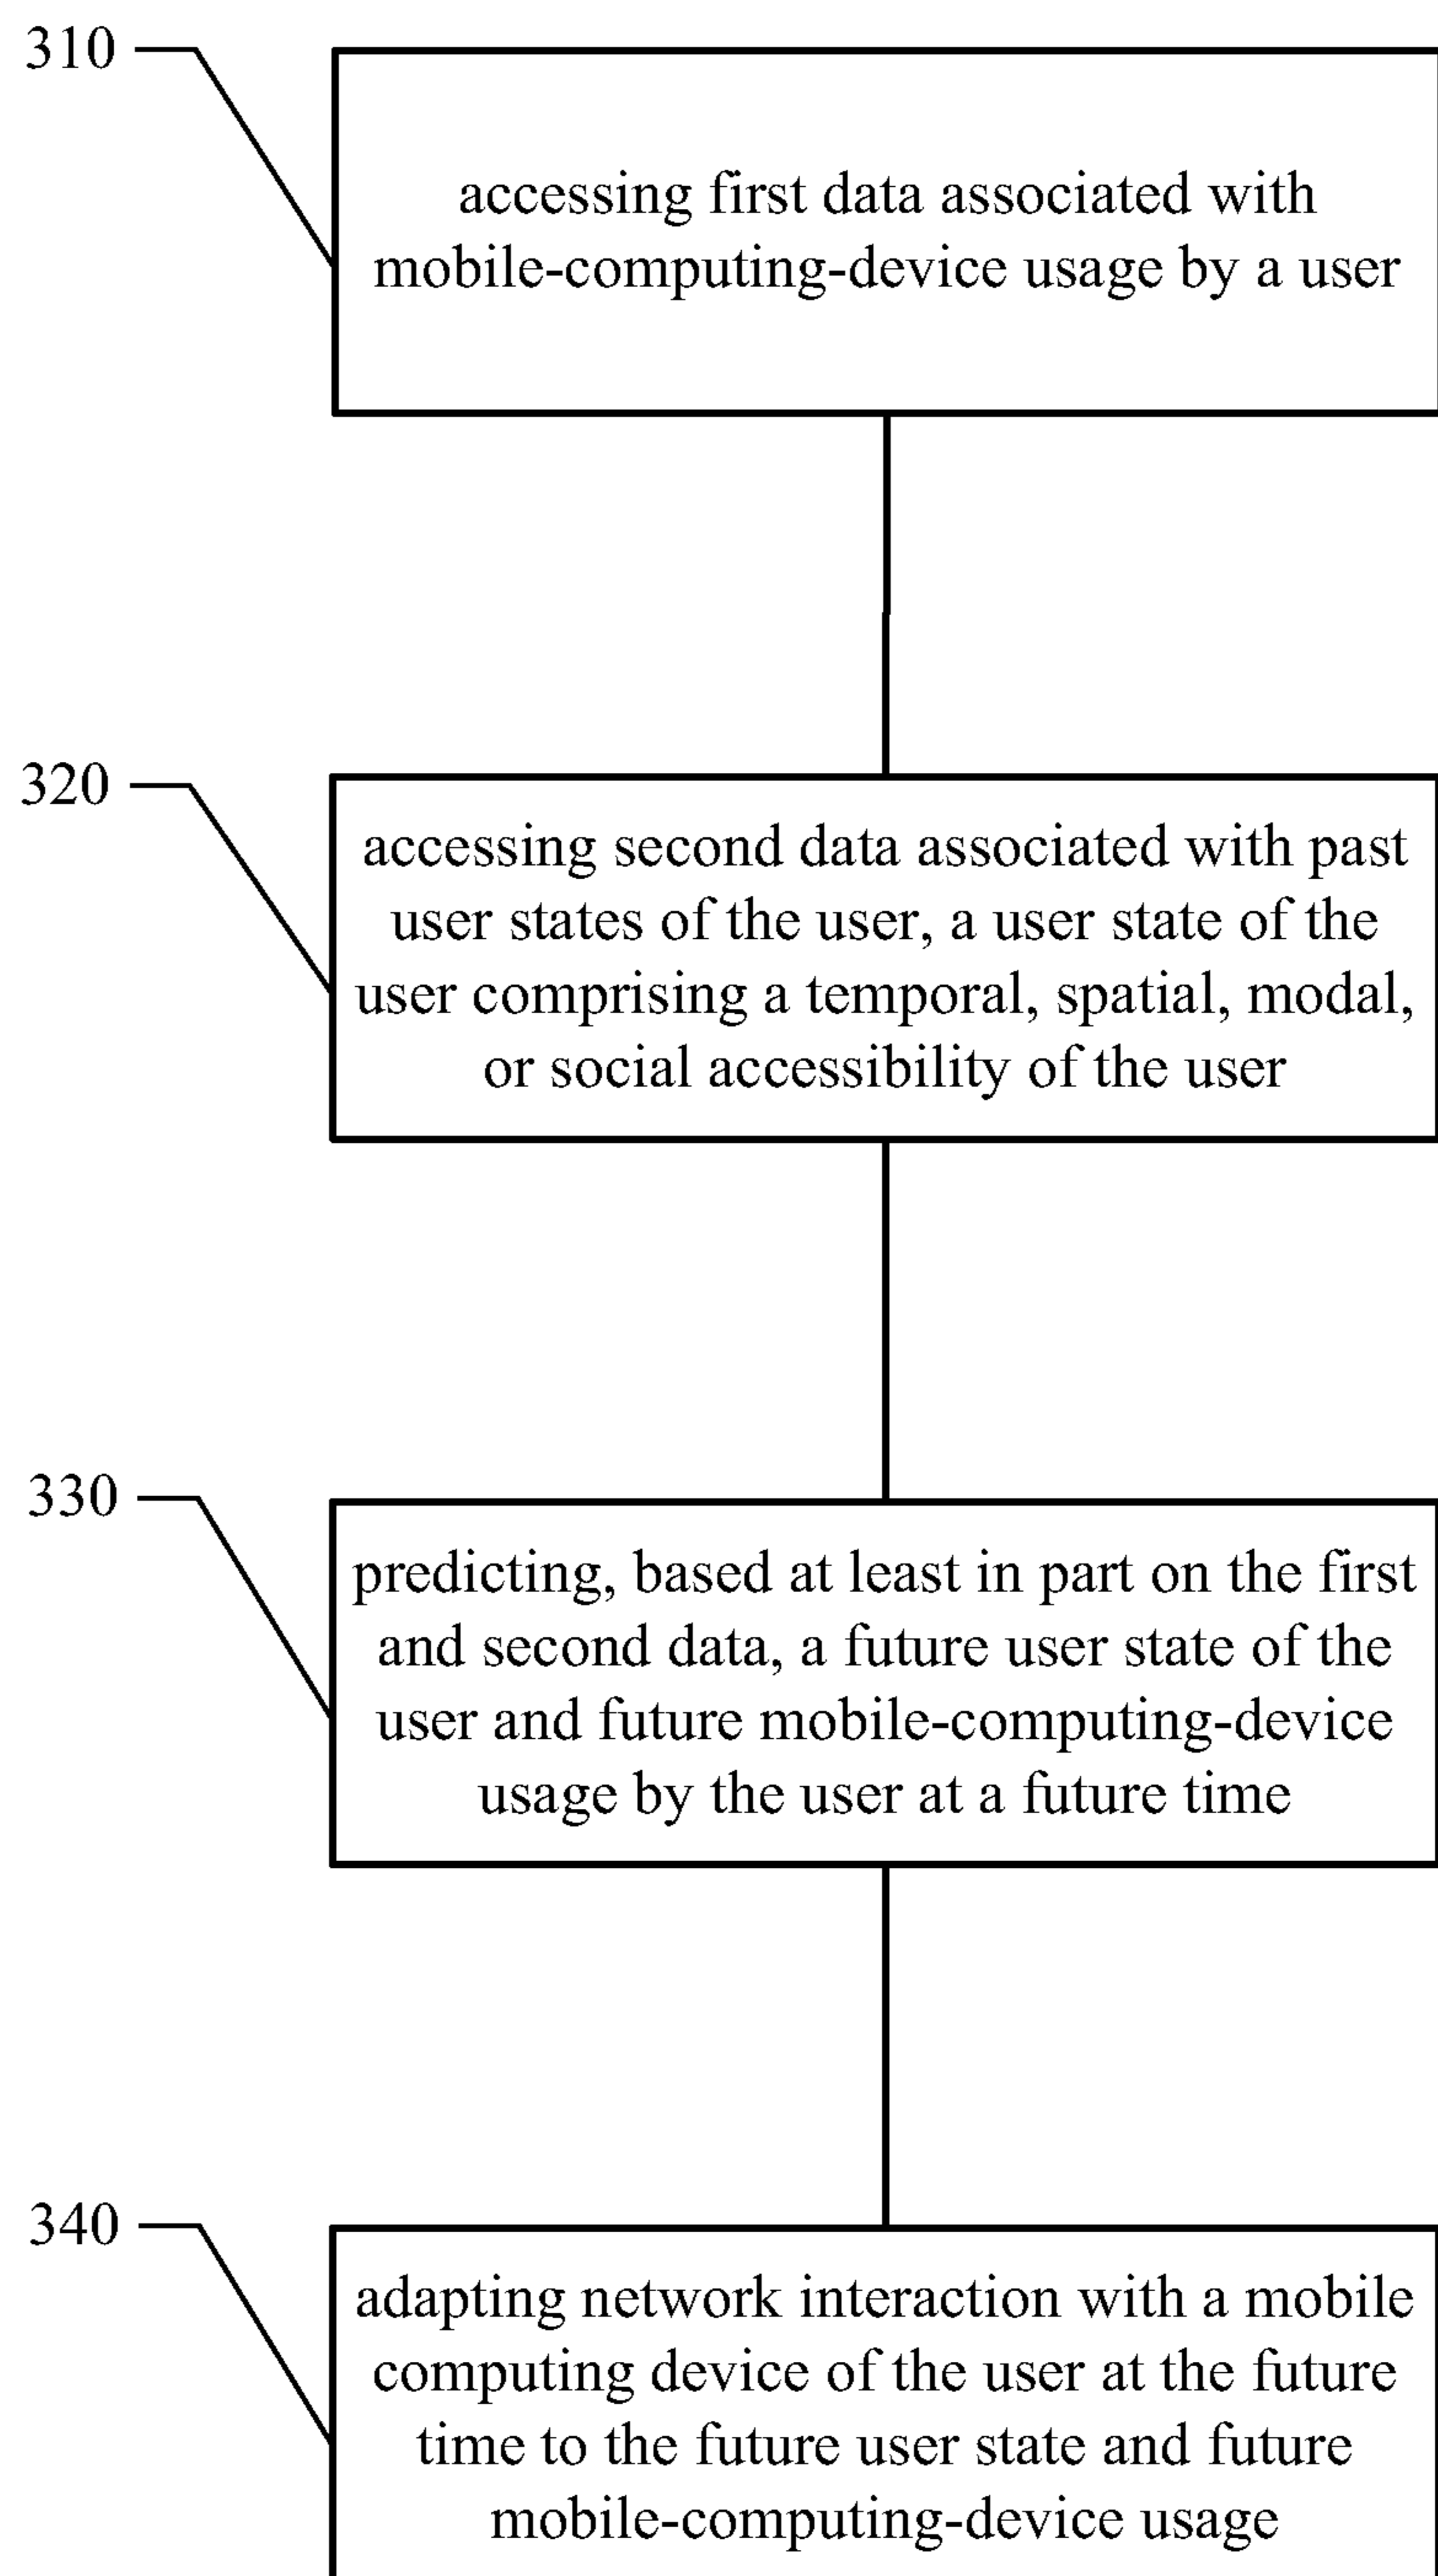 310
accessing first data associated with
mobile-computing-device usage by a user
320
accessing second data associated with past
user states of the user, a user state of the
user comprising a temporal, spatial, modal,
or social accessibility of the user
330
predicting, based at least in part on the first
and second data, a future user state of the
user and future mobile-computing-device
usage by the user at a future time
340
adapting network interaction with a mobile
computing device of the user at the future
time to the future user state and future
mobile-computing-device usage